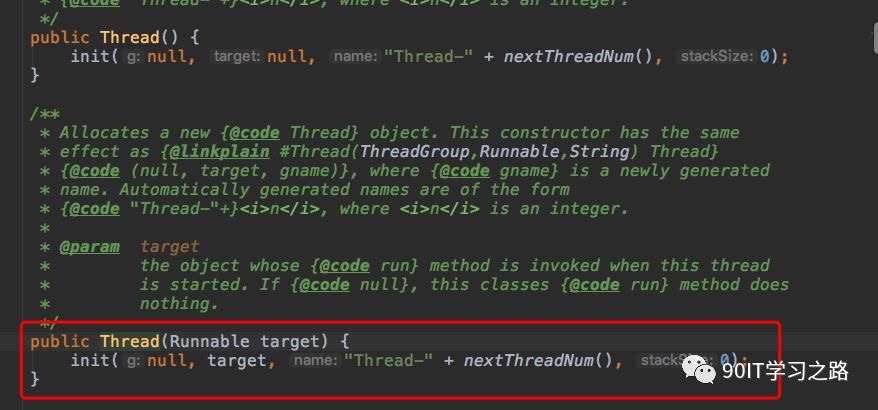 * {@code "Thread-"+}<i>n</i>, where <i>n</i> is an integer.
*/
public Thread() {
init( g: null, target: null, name: "Thread-" + nextThreadNum(), stackSize: 0);
}
/**
* Allocates a new {@code Thread} object. This constructor has the same
* effect as {@linkplain #Thread(ThreadGroup,Runnable,String) Thread}
* {@code (null, target, gname)}, where {@code gname} is a newly generated
* name. Automatically generated names are of the form
* {@code "Thread-"+}<i>n</i>, where <i>n</i> is an integer.
*
* @param target
* the object whose {@code run} method is invoked when this thread
* is started. If {@code null}, this classes {@code run} method does
* nothing.
*/
public Thread(Runnable target) {
init( g: null, target, name: "Thread-" + nextThreadNum(), stackSize: 0);
}
90IT学习之路